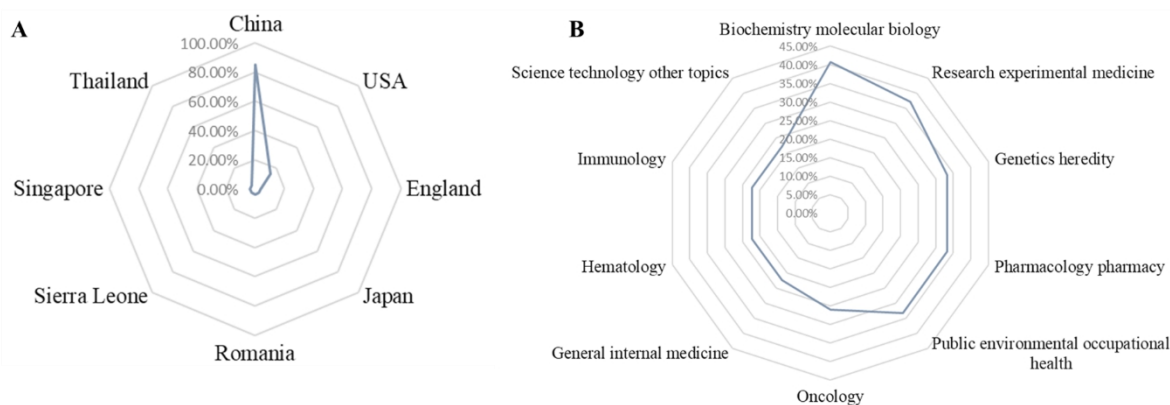 A
China
100.00%
80.00%
60.00%
40.00%
20.00%
0.00%
USA
England
Japan
Romania
Sierra Leone
Singapore
Thailand
B
Biochemistry molecular biology
45.00%
40.00%
35.00%
30.00%
25.00%
20.00%
15.00%
10.00%
5.00%
0.00%
Research experimental medicine
Genetics heredity
Pharmacology pharmacy
Public environmental occupational
health
Oncology
General internal medicine
Hematology
Immunology
Science technology other topics